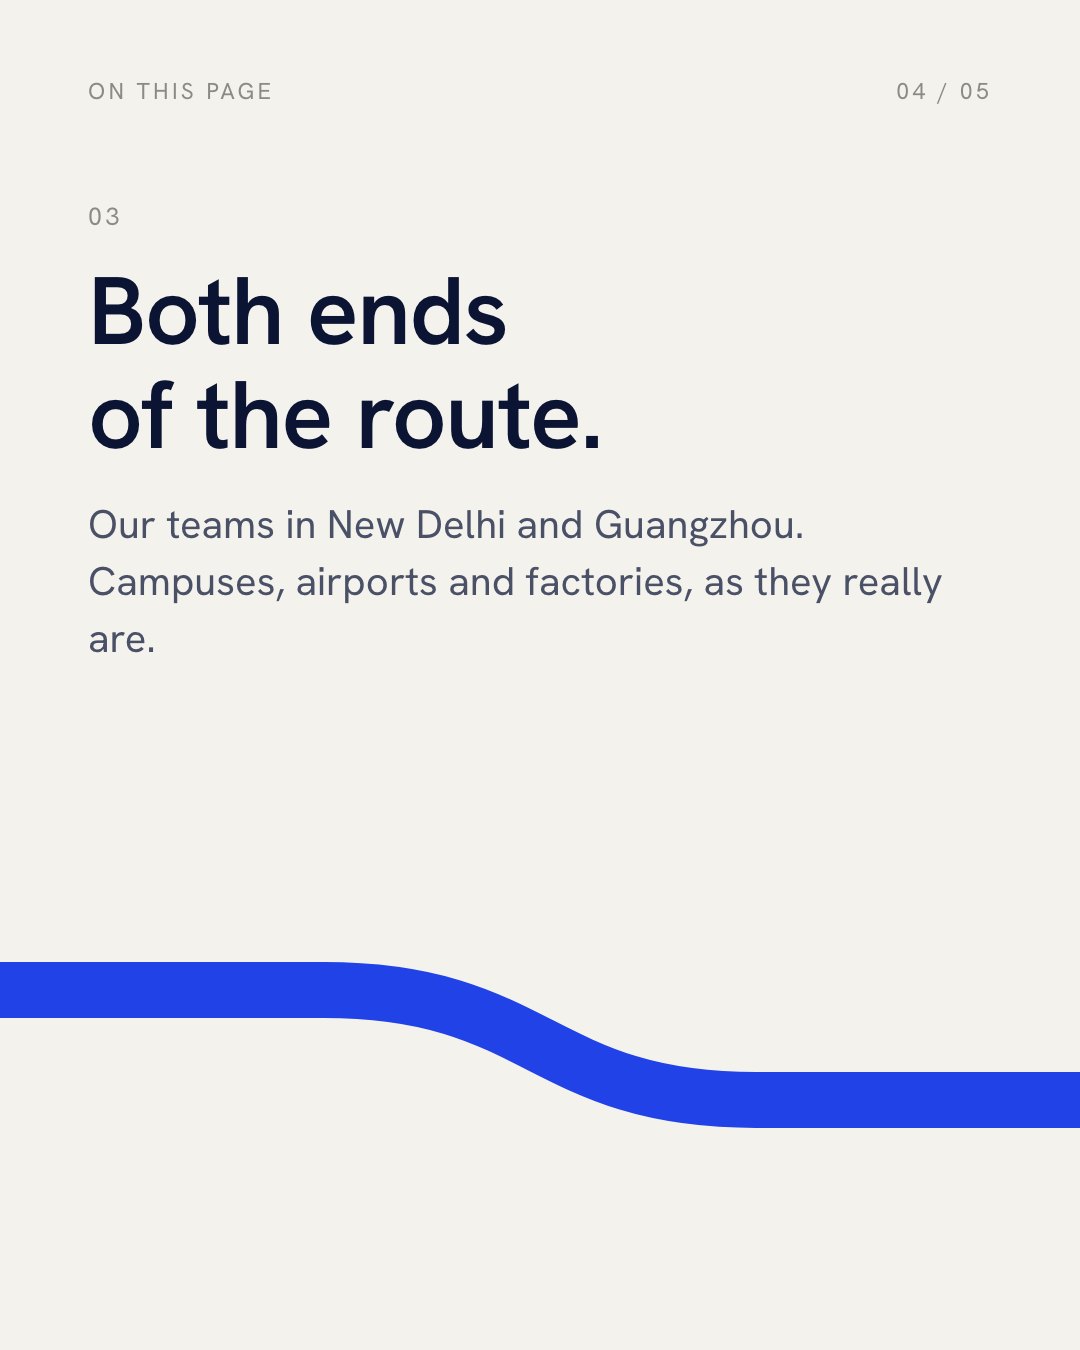 ON THIS PAGE
04 / 05
03
Both ends
of the route.
Our teams in New Delhi and Guangzhou.
Campuses, airports and factories, as they really
are.